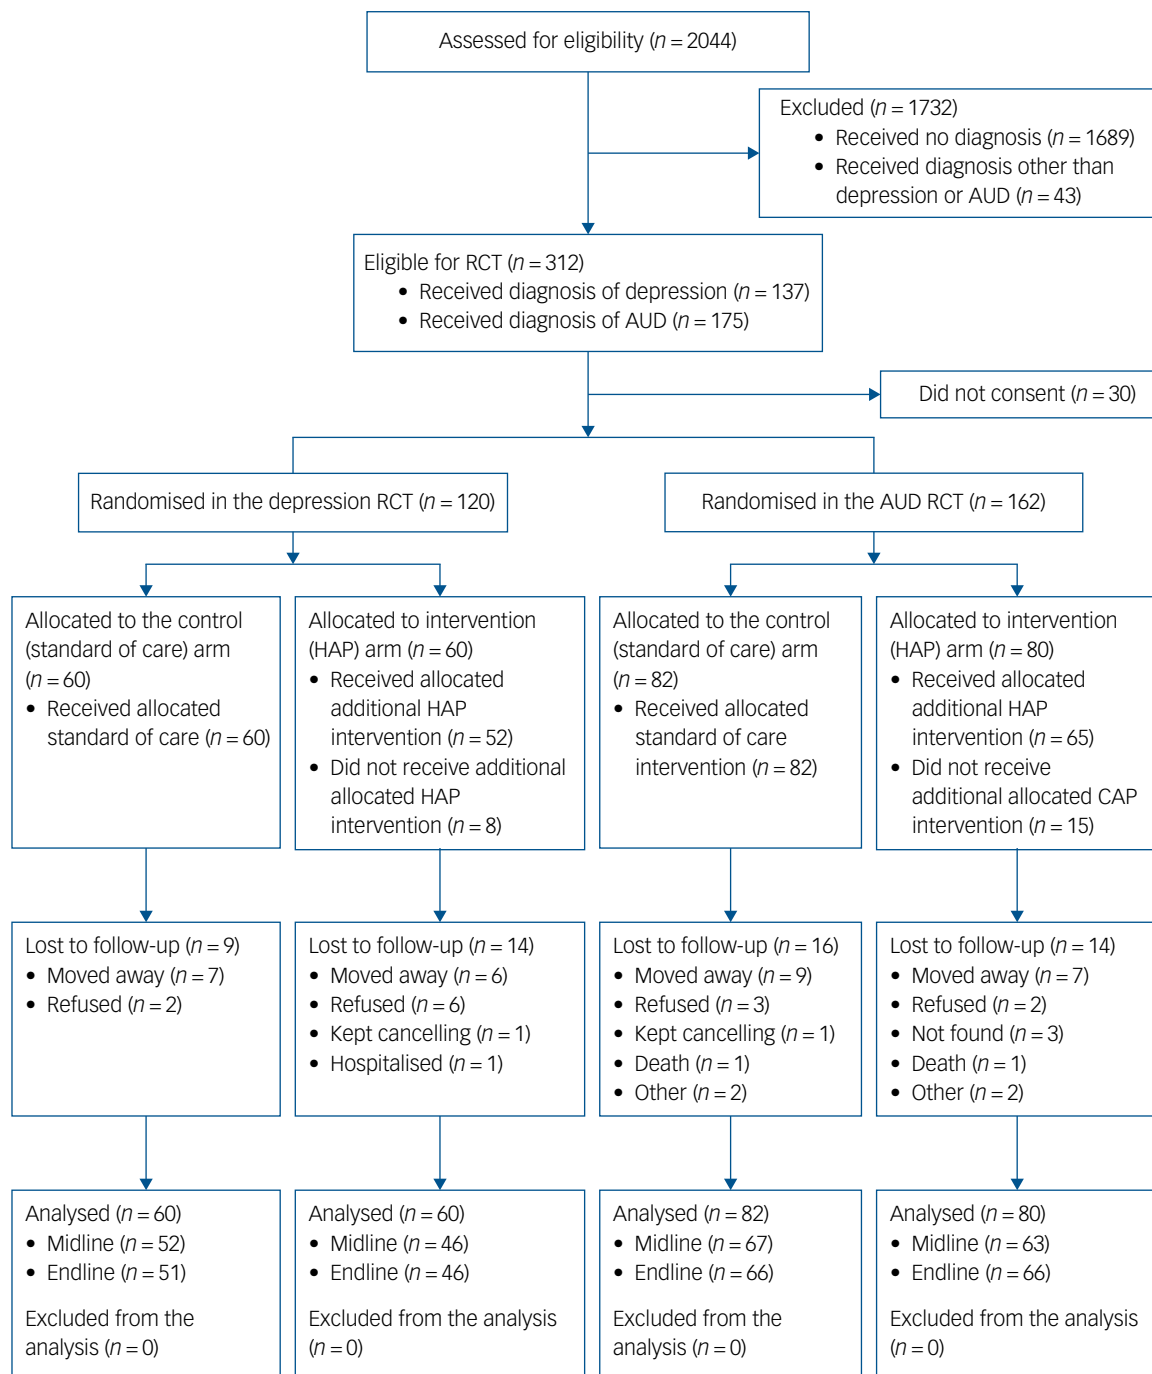 Assessed for eligibility (n = 2044)
Excluded (n = 1732)
• Received no diagnosis (n = 1689)
• Received diagnosis other than
depression or AUD (n = 43)
Eligible for RCT (n = 312)
• Received diagnosis of depression (n = 137)
• Received diagnosis of AUD (n = 175)
Did not consent (n = 30)
Randomised in the depression RCT (n = 120)
Randomised in the AUD RCT (n = 162)
Allocated to the control
(standard of care) arm
(n = 60)
• Received allocated
standard of care (n = 60)
Allocated to intervention
(HAP) arm (n = 60)
• Received allocated
additional HAP
intervention (n = 52)
• Did not receive additional
allocated HAP
intervention (n = 8)
Allocated to the control
(standard of care) arm
(n = 82)
• Received allocated
standard of care
intervention (n = 82)
Allocated to intervention
(HAP) arm (n = 80)
• Received allocated
additional HAP
intervention (n = 65)
• Did not receive
additional allocated CAP
intervention (n = 15)
Lost to follow-up (n = 9)
• Moved away (n = 7)
• Refused (n = 2)
Lost to follow-up (n = 14)
• Moved away (n = 6)
• Refused (n = 6)
• Kept cancelling (n = 1)
• Hospitalised (n = 1)
Lost to follow-up (n = 16)
• Moved away (n = 9)
• Refused (n = 3)
• Kept cancelling (n = 1)
• Death (n = 1)
• Other (n = 2)
Lost to follow-up (n = 14)
• Moved away (n = 7)
• Refused (n = 2)
• Not found (n = 3)
• Death (n = 1)
• Other (n = 2)
Analysed (n = 60)
• Midline (n = 52)
• Endline (n = 51)
Excluded from the
analysis (n = 0)
Analysed (n = 60)
• Midline (n = 46)
• Endline (n = 46)
Excluded from the analysis
(n = 0)
Analysed (n = 82)
• Midline (n = 67)
• Endline (n = 66)
Excluded from the
analysis (n = 0)
Analysed (n = 80)
• Midline (n = 63)
• Endline (n = 66)
Excluded from the analysis
(n = 0)